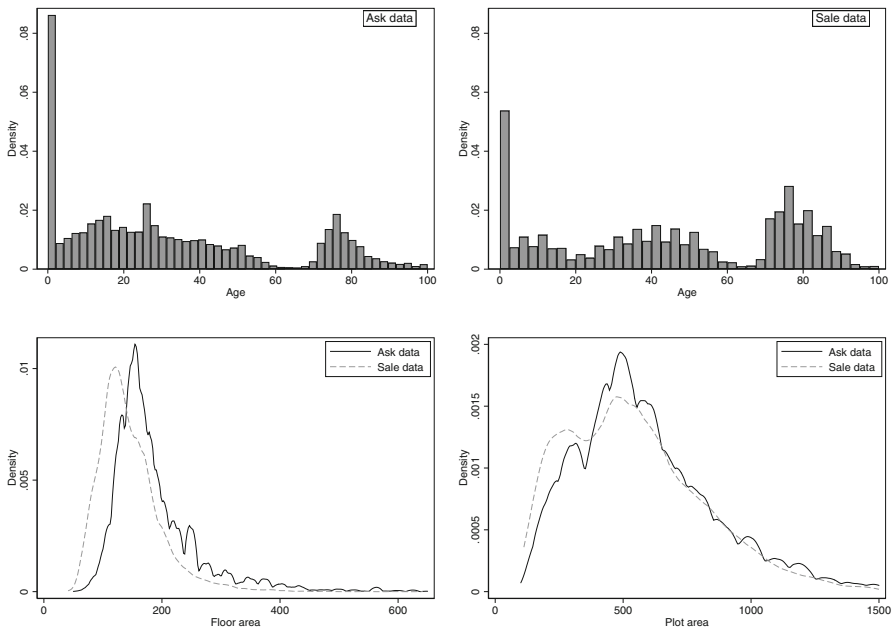 Ask data
Density
0 .02 .04 .06 .08
0 20 40 60 80 100
Age
Sale data
Density
0 .02 .04 .06 .08
0 20 40 60 80 100
Age
Ask data
Sale data
Density
0 .005 .01
0 200 400 600
Floor area
Ask data
Sale data
Density
0 .0005 .001 .0015 .002
0 500 1000 1500
Plot area